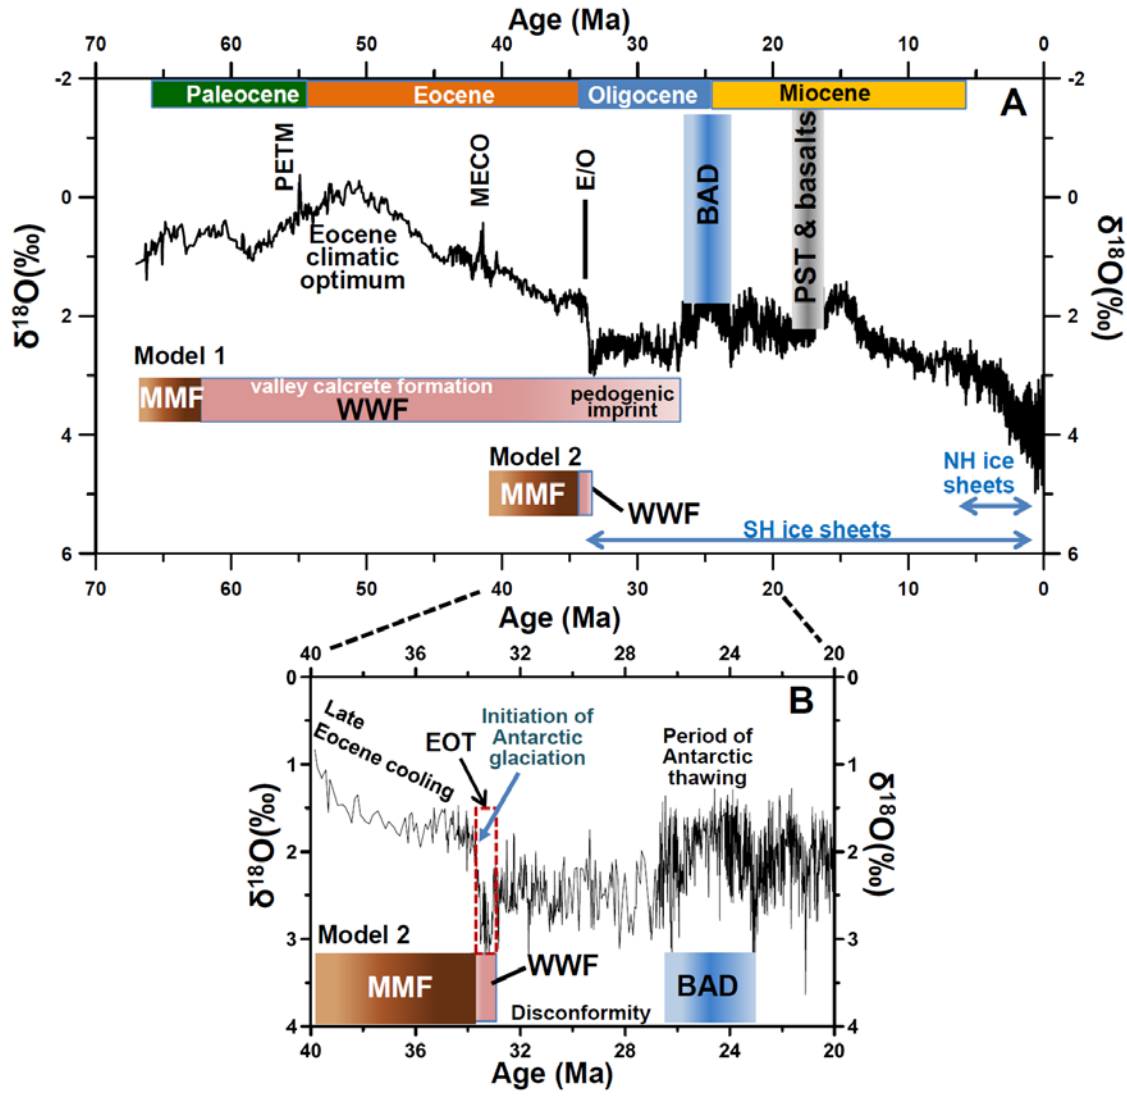 Age (Ma)
70 60 50 40 30 20 10 0
-2 -2
Paleocene Eocene Oligocene Miocene
A
PETM
MECO
E/O
BAD
PST & basalts
0 0
Eocene
climatic
optimum
δ18O(‰)
δ18O(‰)
2 2
Model 1
MMF
valley calcrete formation
WWF
pedogenic
imprint
4 4
Model 2
MMF
WWF
NH ice
sheets
SH ice sheets
6 6
70 60 50 40 30 20 10 0
Age (Ma)
40 36 32 28 24 20
0 0
B
Late
Eocene cooling
EOT
Initiation of
Antarctic
glaciation
Period of
Antarctic
thawing
1 1
δ18O(‰)
δ18O(‰)
2 2
3 3
Model 2
MMF
WWF
BAD
Disconformity
4 4
40 36 32 28 24 20
Age (Ma)